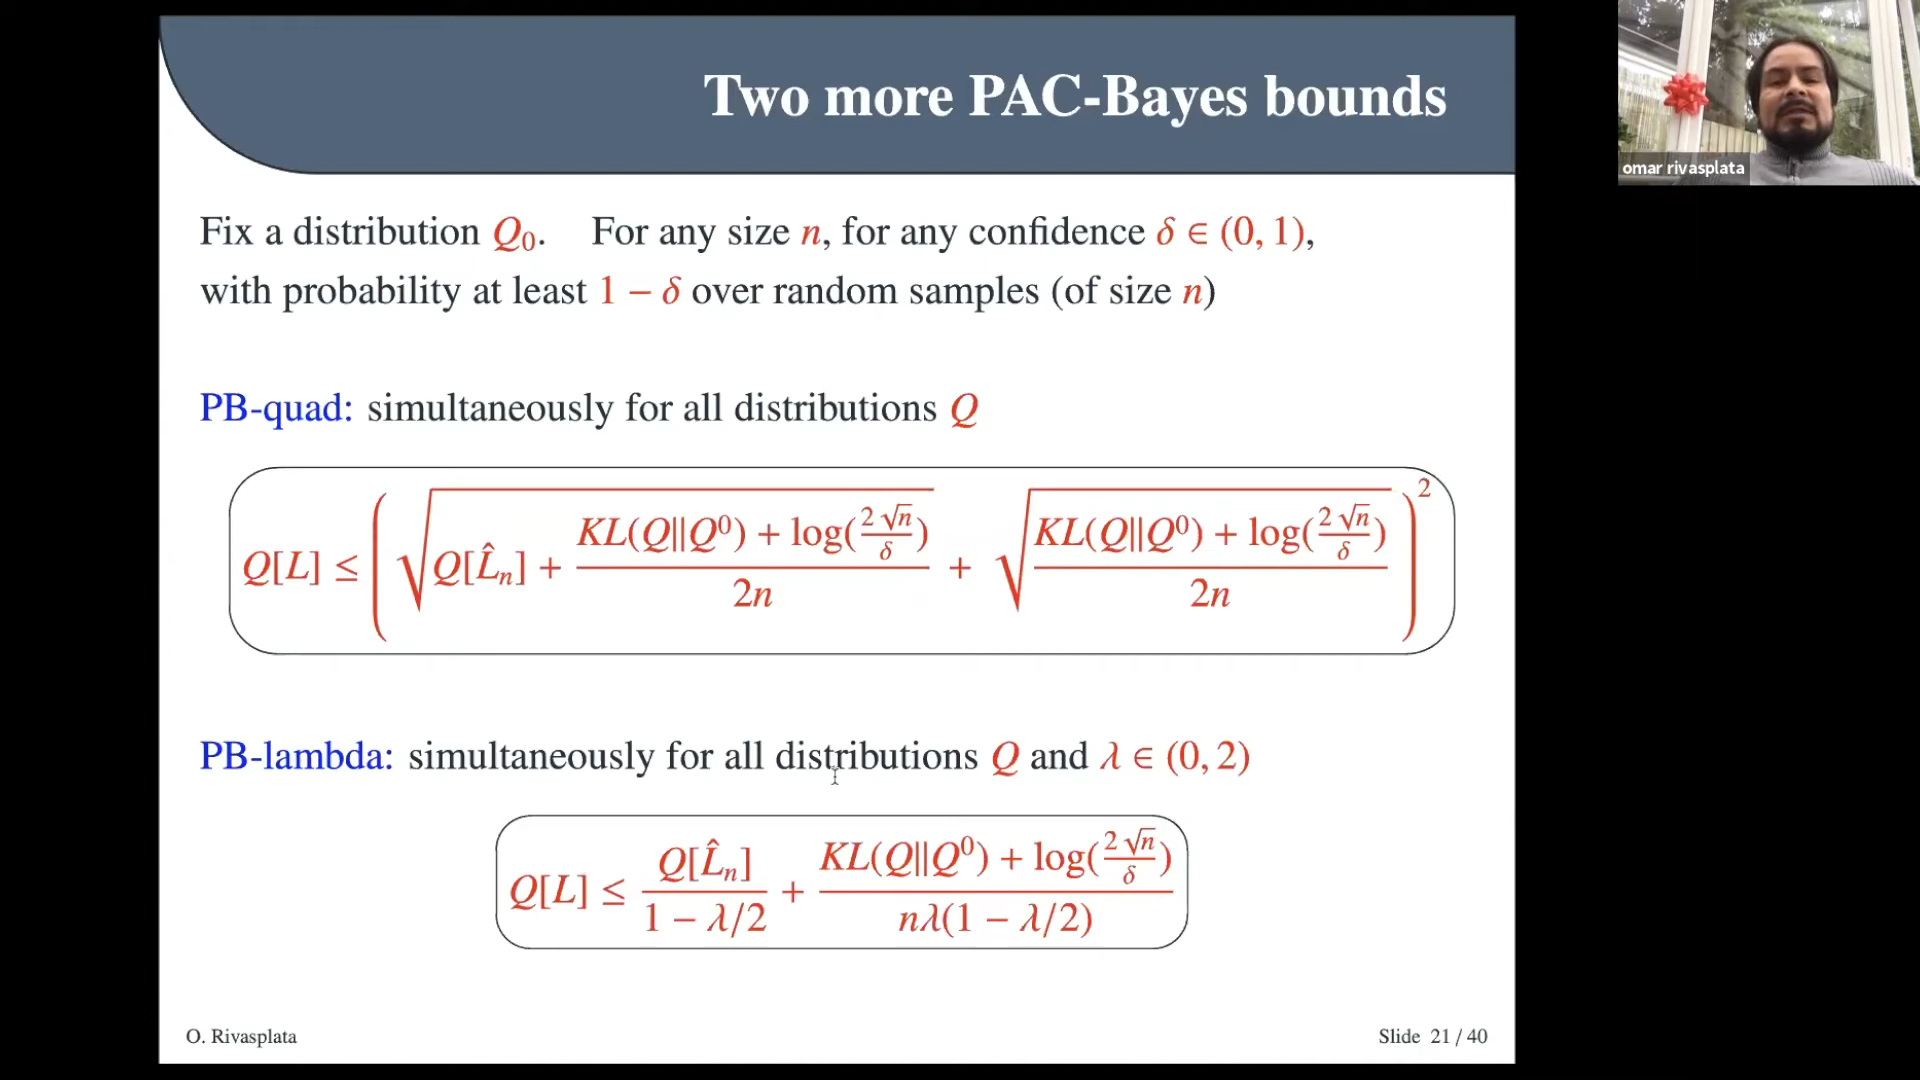 Two more PAC-Bayes bounds
omar rivasplata
Fix a distribution Q₀. For any size n, for any confidence δ ∈ (0, 1),
with probability at least 1 − δ over random samples (of size n)
PB-quad: simultaneously for all distributions Q
Q[L] ≤ ( √(Q[L̂ₙ] + (KL(Q||Q⁰) + log(2√n/δ))/2n) + √((KL(Q||Q⁰) + log(2√n/δ))/2n) )²
PB-lambda: simultaneously for all distributions Q and λ ∈ (0, 2)
Q[L] ≤ Q[L̂ₙ]/(1 − λ/2) + (KL(Q||Q⁰) + log(2√n/δ))/(nλ(1 − λ/2))
O. Rivasplata
Slide 21 / 40